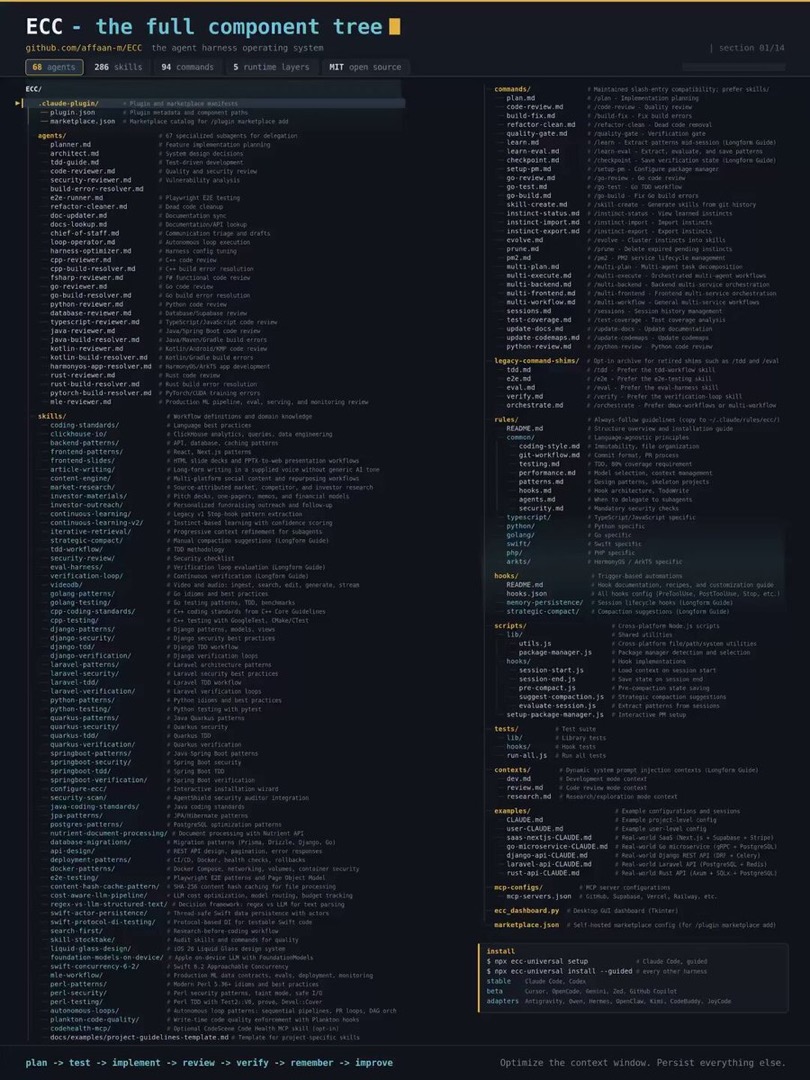 ECC - the full component tree
github.com/affaan-m/ECC the agent harness operating system
| section 01/14
68 agents 286 skills 94 commands 5 runtime layers MIT open source
ECC/
.claude-plugin/ # Plugin and marketplace manifests
plugin.json # Plugin metadata and component paths
marketplace.json # Marketplace catalog for /plugin marketplace add
agents/ # 67 specialized subagents for delegation
planner.md # Feature implementation planning
architect.md # System design decisions
tdd-guide.md # Test-driven development
code-reviewer.md # Quality and security review
security-reviewer.md # Vulnerability analysis
build-error-resolver.md #
e2e-runner.md # Playwright E2E testing
refactor-cleaner.md # Dead code cleanup
doc-updater.md # Documentation sync
docs-lookup.md # Documentation/API lookup
chief-of-staff.md # Communication triage and drafts
loop-operator.md # Autonomous loop execution
harness-optimizer.md # Harness config tuning
cpp-reviewer.md # C++ code review
cpp-build-resolver.md # C++ build error resolution
fsharp-reviewer.md # F# functional code review
go-reviewer.md # Go code review
go-build-resolver.md # Go build error resolution
python-reviewer.md # Python code review
database-reviewer.md # Database/Supabase review
typescript-reviewer.md # TypeScript/JavaScript code review
java-reviewer.md # Java/Spring Boot code review
java-build-resolver.md # Java/Maven/Gradle build errors
kotlin-reviewer.md # Kotlin/Android/KMP code review
kotlin-build-resolver.md # Kotlin/Gradle build errors
harmonyos-app-resolver.md # HarmonyOS/ArkTS app development
rust-reviewer.md # Rust code review
rust-build-resolver.md # Rust build error resolution
pytorch-build-resolver.md # PyTorch/CUDA training errors
mle-reviewer.md # Production ML pipeline, eval, serving, and monitoring review
skills/ # Workflow definitions and domain knowledge
coding-standards/ # Language best practices
clickhouse-io/ # ClickHouse analytics, queries, data engineering
backend-patterns/ # API, database, caching patterns
frontend-patterns/ # React, Next.js patterns
frontend-slides/ # HTML slide decks and PPTX-to-web presentation workflows
article-writing/ # Long-form writing in a supplied voice without generic AI tone
content-engine/ # Multi-platform social content and repurposing workflows
market-research/ # Source-attributed market, competitor, and investor research
investor-materials/ # Pitch decks, one-pagers, memos, and financial models
investor-outreach/ # Personalized fundraising outreach and follow-up
continuous-learning/ # Legacy v1 Stop-hook pattern extraction
continuous-learning-v2/ # Instinct-based learning with confidence scoring
iterative-retrieval/ # Progressive context refinement for subagents
strategic-compact/ # Manual compaction suggestions (Longform Guide)
tdd-workflow/ # TDD methodology
security-review/ # Security checklist
eval-harness/ # Verification loop evaluation (Longform Guide)
verification-loop/ # Continuous verification (Longform Guide)
videodb/ # Video and audio: ingest, search, edit, generate, stream
golang-patterns/ # Go idioms and best practices
golang-testing/ # Go testing patterns, TDD, benchmarks
cpp-coding-standards/ # C++ coding standards from C++ Core Guidelines
cpp-testing/ # C++ testing with GoogleTest, CMake/CTest
django-patterns/ # Django patterns, models, views
django-security/ # Django security best practices
django-tdd/ # Django TDD workflow
django-verification/ # Django verification loops
laravel-patterns/ # Laravel architecture patterns
laravel-security/ # Laravel security best practices
laravel-tdd/ # Laravel TDD workflow
laravel-verification/ # Laravel verification loops
python-patterns/ # Python idioms and best practices
python-testing/ # Python testing with pytest
quarkus-patterns/ # Java Quarkus patterns
quarkus-security/ # Quarkus security
quarkus-tdd/ # Quarkus TDD
quarkus-verification/ # Quarkus verification
springboot-patterns/ # Java Spring Boot patterns
springboot-security/ # Spring Boot security
springboot-tdd/ # Spring Boot TDD
springboot-verification/ # Spring Boot verification
configure-ecc/ # Interactive installation wizard
security-scan/ # AgentShield security auditor integration
java-coding-standards/ # Java coding standards
jpa-patterns/ # JPA/Hibernate patterns
postgres-patterns/ # PostgreSQL optimization patterns
nutrient-document-processing/ # Document processing with Nutrient API
database-migrations/ # Migration patterns (Prisma, Drizzle, Django, Go)
api-design/ # REST API design, pagination, error responses
deployment-patterns/ # CI/CD, Docker, health checks, rollbacks
docker-patterns/ # Docker Compose, networking, volumes, container security
e2e-testing/ # Playwright E2E patterns and Page Object Model
content-hash-cache-pattern/ # SHA-256 content hash caching for file processing
cost-aware-llm-pipeline/ # LLM cost optimization, model routing, budget tracking
regex-vs-llm-structured-text/ # Decision framework: regex vs LLM for text parsing
swift-actor-persistence/ # Thread-safe Swift data persistence with actors
swift-protocol-di-testing/ # Protocol-based DI for testable Swift code
search-first/ # Research-before-coding workflow
skill-stocktake/ # Audit skills and commands for quality
liquid-glass-design/ # iOS 26 Liquid Glass design system
foundation-models-on-device/ # Apple on-device LLM with FoundationModels
swift-concurrency-6-2/ # Swift 6.2 Approachable Concurrency
mle-workflow/ # Production ML data contracts, evals, deployment, monitoring
perl-patterns/ # Modern Perl 5.36+ idioms and best practices
perl-security/ # Perl security patterns, taint mode, safe I/O
perl-testing/ # Perl TDD with Test2::V0, prove, Devel::Cover
autonomous-loops/ # Autonomous loop patterns: sequential pipelines, PR loops, DAG orch
plankton-code-quality/ # Write-time code quality enforcement with Plankton hooks
codehealth-mcp/ # Optional CodeScene Code Health MCP skill (opt-in)
docs/examples/project-guidelines-template.md # Template for project-specific skills
commands/ # Maintained slash-entry compatibility; prefer skills/
plan.md # /plan - Implementation planning
code-review.md # /code-review - Quality review
build-fix.md # /build-fix - Fix build errors
refactor-clean.md # /refactor-clean - Dead code removal
quality-gate.md # /quality-gate - Verification gate
learn.md # /learn - Extract patterns mid-session (Longform Guide)
learn-eval.md # /learn-eval - Extract, evaluate, and save patterns
checkpoint.md # /checkpoint - Save verification state (Longform Guide)
setup-pm.md # /setup-pm - Configure package manager
go-review.md # /go-review - Go code review
go-test.md # /go-test - Go TDD workflow
go-build.md # /go-build - Fix Go build errors
skill-create.md # /skill-create - Generate skills from git history
instinct-status.md # /instinct-status - View learned instincts
instinct-import.md # /instinct-import - Import instincts
instinct-export.md # /instinct-export - Export instincts
evolve.md # /evolve - Cluster instincts into skills
prune.md # /prune - Delete expired pending instincts
pm2.md # /pm2 - PM2 service lifecycle management
multi-plan.md # /multi-plan - Multi-agent task decomposition
multi-execute.md # /multi-execute - Orchestrated multi-agent workflows
multi-backend.md # /multi-backend - Backend multi-service orchestration
multi-frontend.md # /multi-frontend - Frontend multi-service orchestration
multi-workflow.md # /multi-workflow - General multi-service workflows
sessions.md # /sessions - Session history management
test-coverage.md # /test-coverage - Test coverage analysis
update-docs.md # /update-docs - Update documentation
update-codemaps.md # /update-codemaps - Update codemaps
python-review.md # /python-review - Python code review
legacy-command-shims/ # Opt-in archive for retired shims such as /tdd and /eval
tdd.md # /tdd - Prefer the tdd-workflow skill
e2e.md # /e2e - Prefer the e2e-testing skill
eval.md # /eval - Prefer the eval-harness skill
verify.md # /verify - Prefer the verification-loop skill
orchestrate.md # /orchestrate - Prefer dmux-workflows or multi-workflow
rules/ # Always-follow guidelines (copy to ~/.claude/rules/ecc/)
README.md # Structure overview and installation guide
common/ # Language-agnostic principles
coding-style.md # Immutability, file organization
git-workflow.md # Commit format, PR process
testing.md # TDD, 80% coverage requirement
performance.md # Model selection, context management
patterns.md # Design patterns, skeleton projects
hooks.md # Hook architecture, TodoWrite
agents.md # When to delegate to subagents
security.md # Mandatory security checks
typescript/ # TypeScript/JavaScript specific
python/ # Python specific
golang/ # Go specific
swift/ # Swift specific
php/ # PHP specific
arkts/ # HarmonyOS / ArkTS specific
hooks/ # Trigger-based automations
README.md # Hook documentation, recipes, and customization guide
hooks.json # All hooks config (PreToolUse, PostToolUse, Stop, etc.)
memory-persistence/ # Session lifecycle hooks (Longform Guide)
strategic-compact/ # Compaction suggestions (Longform Guide)
scripts/ # Cross-platform Node.js scripts
lib/ # Shared utilities
utils.js # Cross-platform file/path/system utilities
package-manager.js # Package manager detection and selection
hooks/ # Hook implementations
session-start.js # Load context on session start
session-end.js # Save state on session end
pre-compact.js # Pre-compaction state saving
suggest-compaction.js # Strategic compaction suggestions
evaluate-session.js # Extract patterns from sessions
setup-package-manager.js # Interactive PM setup
tests/ # Test suite
lib/ # Library tests
hooks/ # Hook tests
run-all.js # Run all tests
contexts/ # Dynamic system prompt injection contexts (Longform Guide)
dev.md # Development mode context
review.md # Code review mode context
research.md # Research/exploration mode context
examples/ # Example configurations and sessions
CLAUDE.md # Example project-level config
user-CLAUDE.md # Example user-level config
saas-nextjs-CLAUDE.md # Real-world SaaS (Next.js + Supabase + Stripe)
go-microservice-CLAUDE.md # Real-world Go microservice (gRPC + PostgreSQL)
django-api-CLAUDE.md # Real-world Django REST API (DRF + Celery)
laravel-api-CLAUDE.md # Real-world Laravel API (PostgreSQL + Redis)
rust-api-CLAUDE.md # Real-world Rust API (Axum + SQLx + PostgreSQL)
mcp-configs/ # MCP server configurations
mcp-servers.json # GitHub, Supabase, Vercel, Railway, etc.
ecc_dashboard.py # Desktop GUI dashboard (Tkinter)
marketplace.json # Self-hosted marketplace config (for /plugin marketplace add)
install
$ npx ecc-universal setup # Claude Code, guided
$ npx ecc-universal install --guided # every other harness
stable Claude Code, Codex
beta Cursor, OpenCode, Gemini, Zed, GitHub Copilot
adapters Antigravity, Qwen, Hermes, OpenClaw, Kimi, CodeBuddy, JoyCode
plan -> test -> implement -> review -> verify -> remember -> improve
Optimize the context window. Persist everything else.